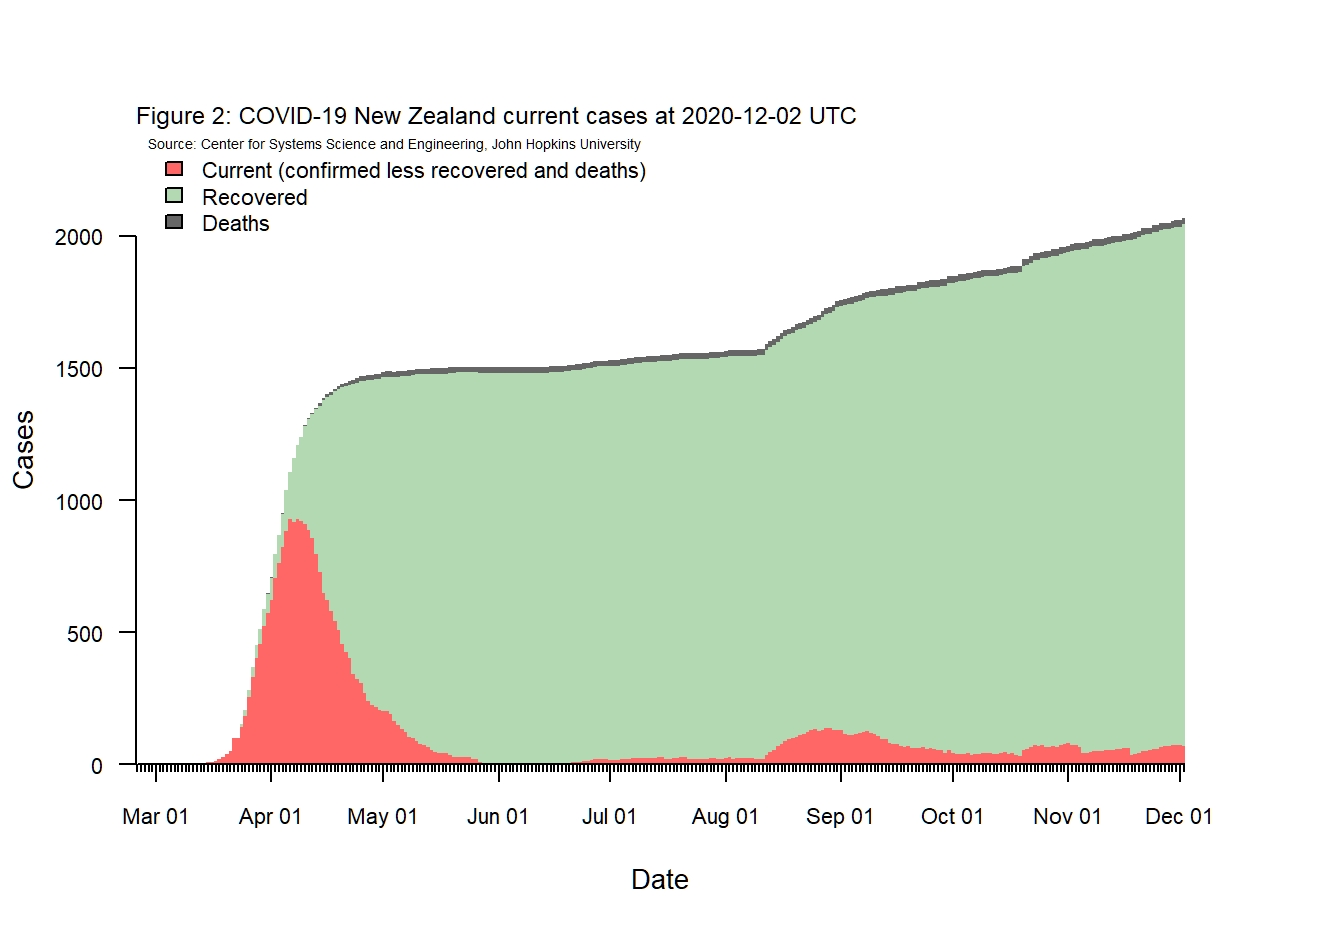 Figure 2: COVID-19 New Zealand current cases at 2020-12-02 UTC
Source: Center for Systems Science and Engineering, John Hopkins University
Current (confirmed less recovered and deaths)
Recovered
Deaths
2000
1500
1000
500
0
Cases
Mar 01 Apr 01 May 01 Jun 01 Jul 01 Aug 01 Sep 01 Oct 01 Nov 01 Dec 01
Date